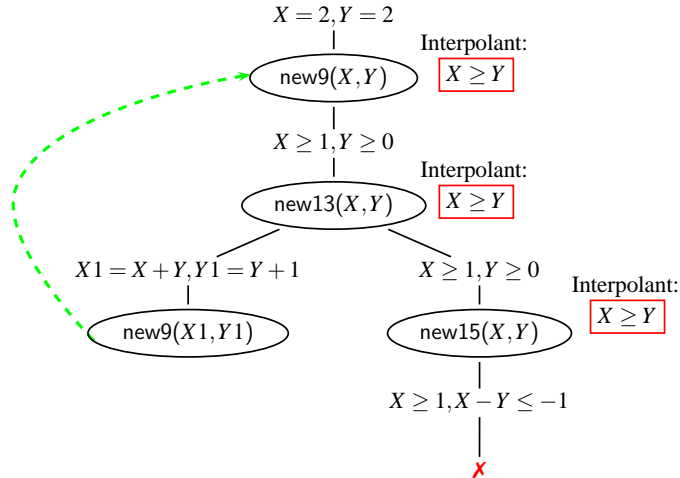 X = 2, Y = 2
Interpolant:
new9(X,Y)
X ≥ Y
X ≥ 1, Y ≥ 0
Interpolant:
new13(X,Y)
X ≥ Y
X1 = X + Y, Y1 = Y + 1
X ≥ 1, Y ≥ 0
Interpolant:
new9(X1,Y1)
new15(X,Y)
X ≥ Y
X ≥ 1, X − Y ≤ −1
✗